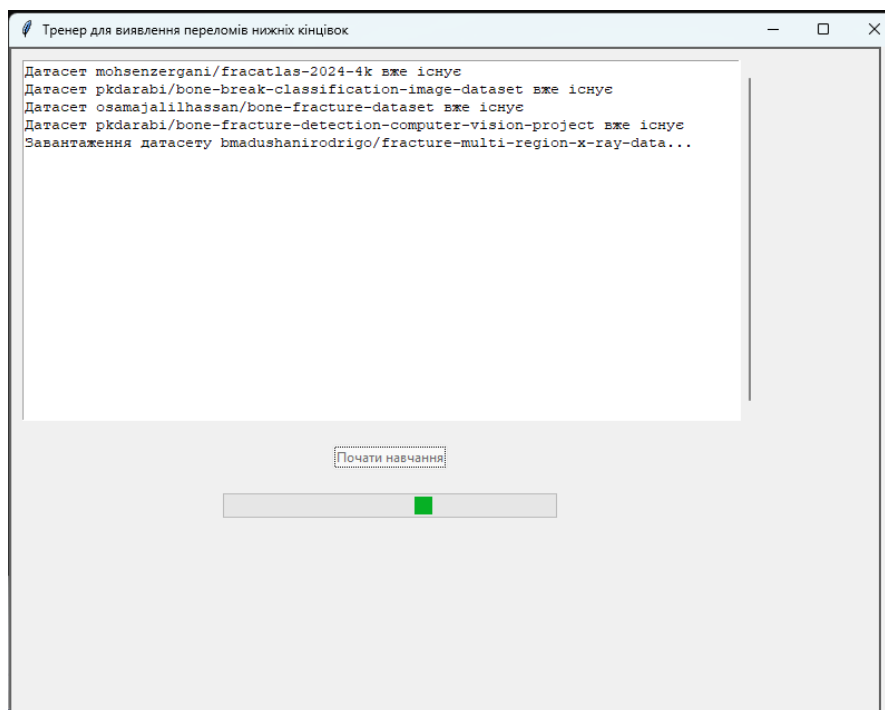 Тренер для виявлення переломів нижніх кінцівок
Датасет mohsenzergani/fracatlas-2024-4k вже існує
Датасет pkdarabi/bone-break-classification-image-dataset вже існує
Датасет osamajalilhassan/bone-fracture-dataset вже існує
Датасет pkdarabi/bone-fracture-detection-computer-vision-project вже існує
Завантаження датасету bmadushanirodrigo/fracture-multi-region-x-ray-data...
Почати навчання